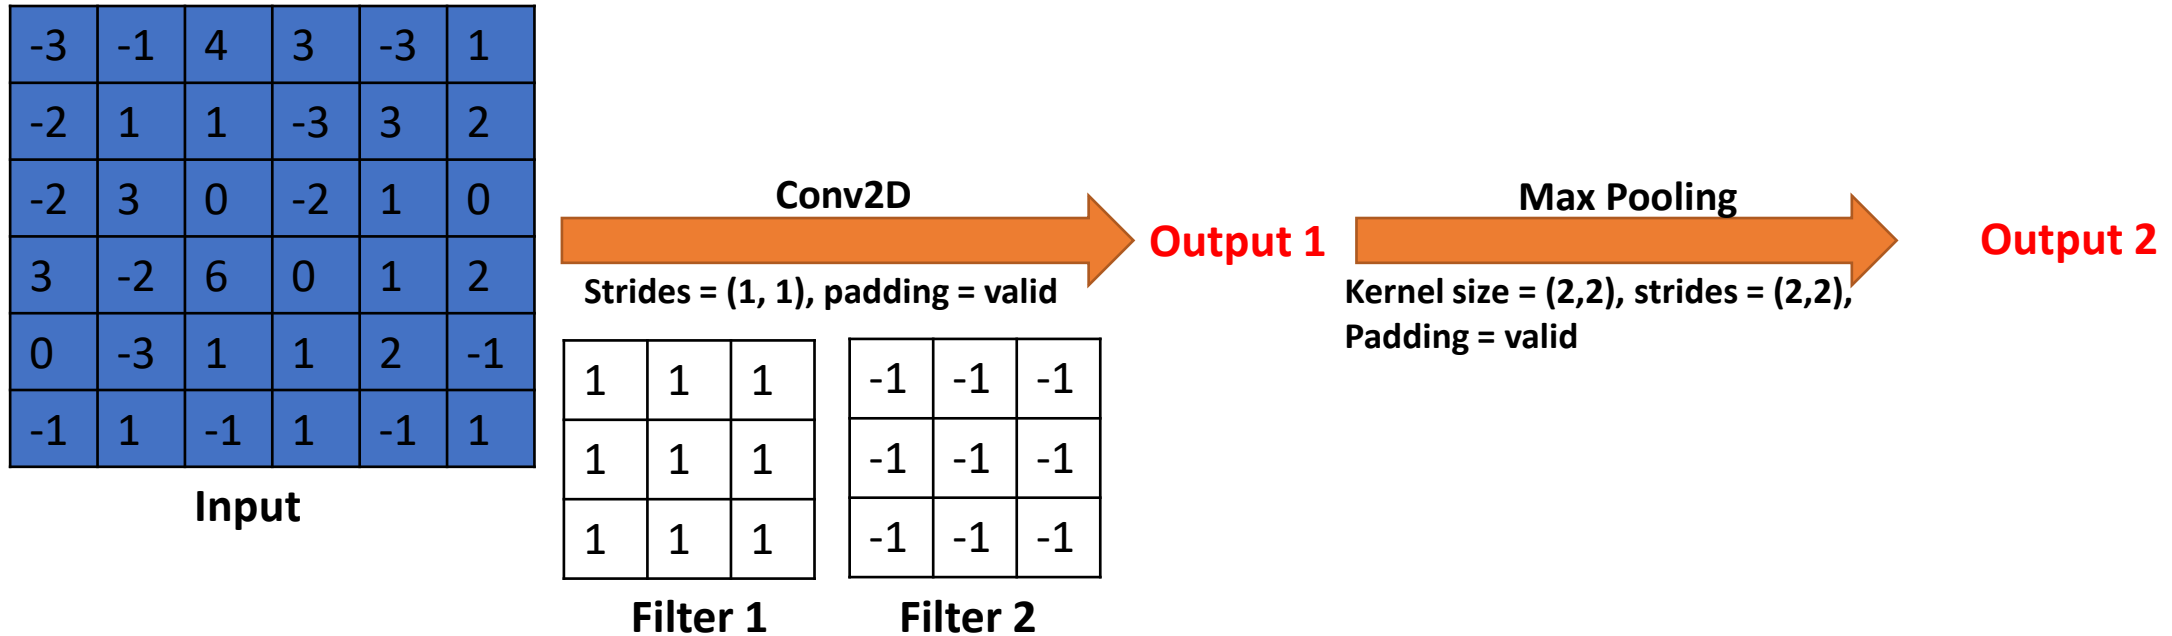 -3 -1 4 3 -3 1
-2 1 1 -3 3 2
-2 3 0 -2 1 0
3 -2 6 0 1 2
0 -3 1 1 2 -1
-1 1 -1 1 -1 1
Input
Conv2D
Strides = (1, 1), padding = valid
1 1 1
1 1 1
1 1 1
Filter 1
-1 -1 -1
-1 -1 -1
-1 -1 -1
Filter 2
Output 1
Max Pooling
Kernel size = (2,2), strides = (2,2),
Padding = valid
Output 2